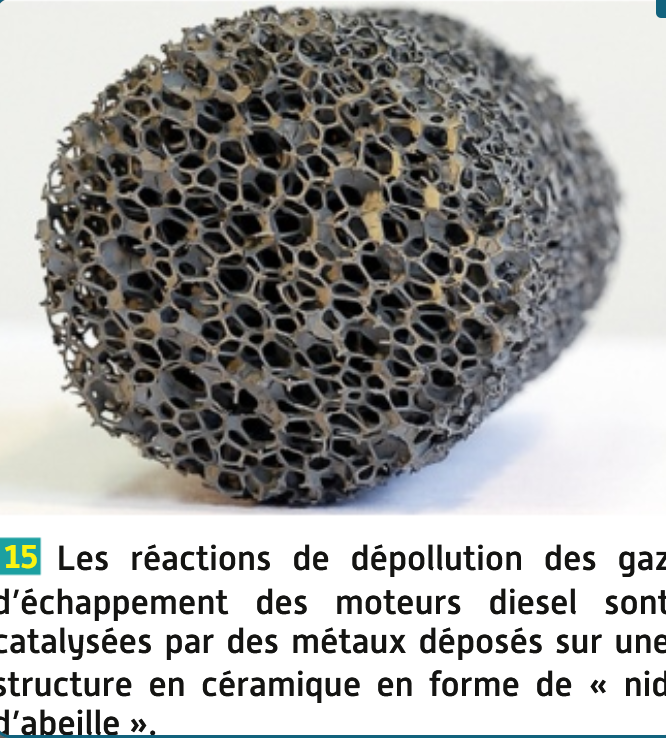 15 Les réactions de dépollution des gaz
d'échappement des moteurs diesel sont
catalysées par des métaux déposés sur une
structure en céramique en forme de « nid
d'abeille ».